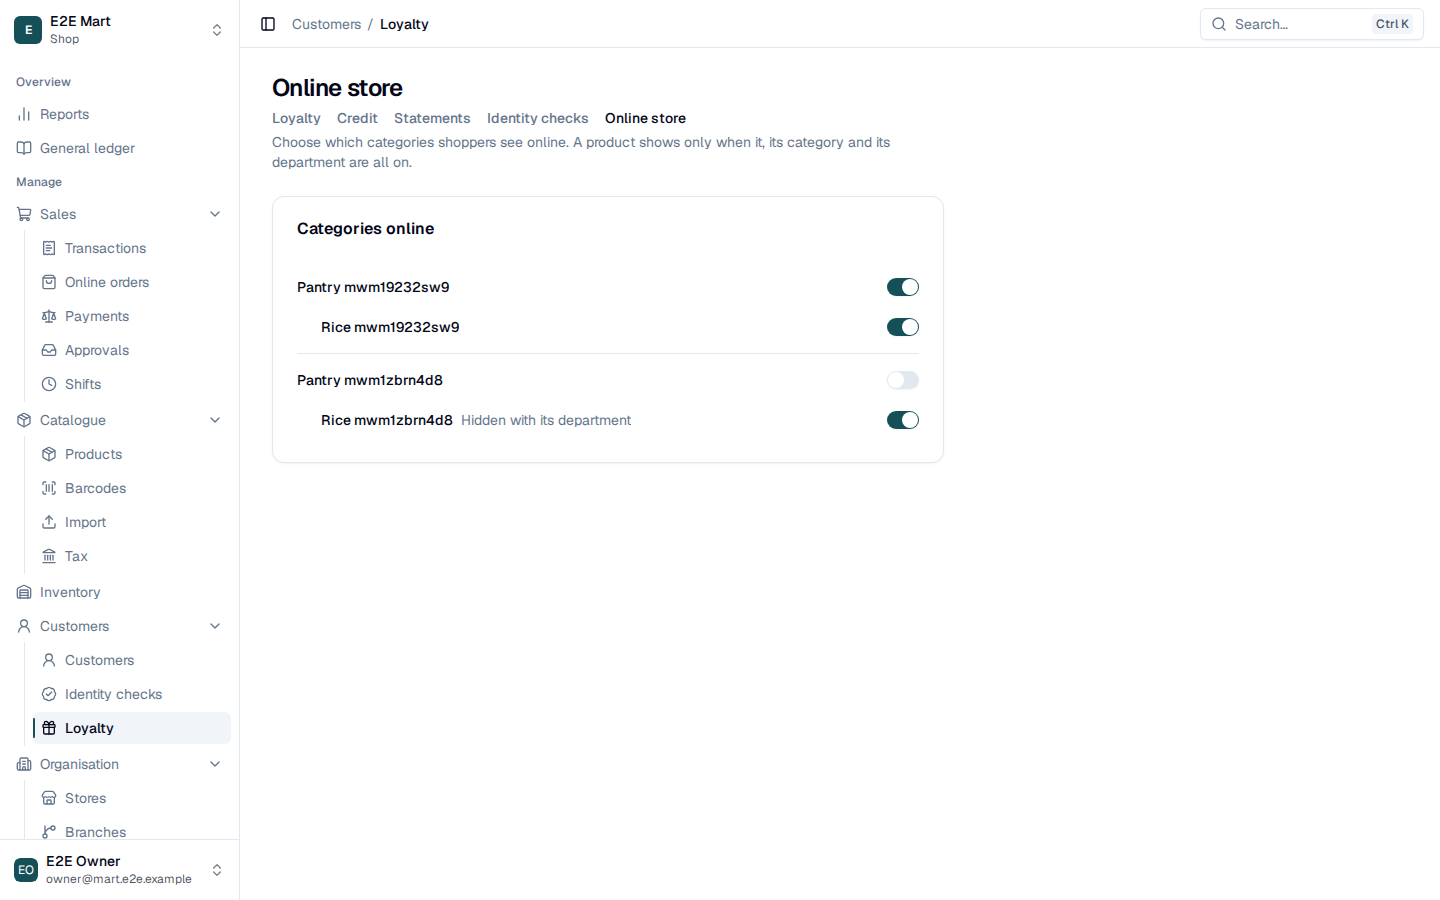 E
E2E Mart
Shop
Customers / Loyalty
Search...
Ctrl K
Overview
Reports
General ledger
Manage
Sales
Transactions
Online orders
Payments
Approvals
Shifts
Catalogue
Products
Barcodes
Import
Tax
Inventory
Customers
Customers
Identity checks
Loyalty
Organisation
Stores
Branches
EO
E2E Owner
owner@mart.e2e.example
Online store
Loyalty Credit Statements Identity checks Online store
Choose which categories shoppers see online. A product shows only when it, its category and its
department are all on.
Categories online
Pantry mwm19232sw9
Rice mwm19232sw9
Pantry mwm1zbrn4d8
Rice mwm1zbrn4d8 Hidden with its department